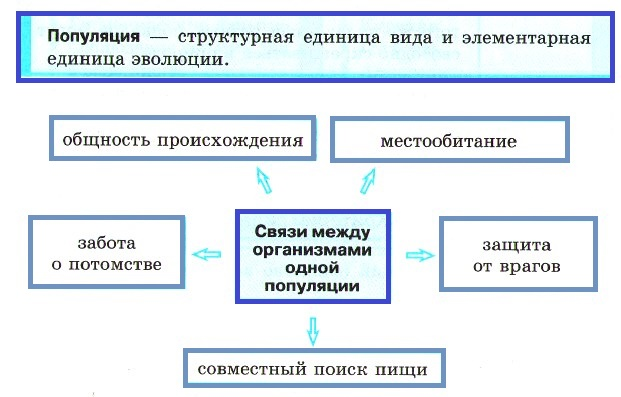 Популяция — структурная единица вида и элементарная
единица эволюции.
общность происхождения
местообитание
забота
о потомстве
Связи между
организмами
одной
популяции
защита
от врагов
совместный поиск пищи